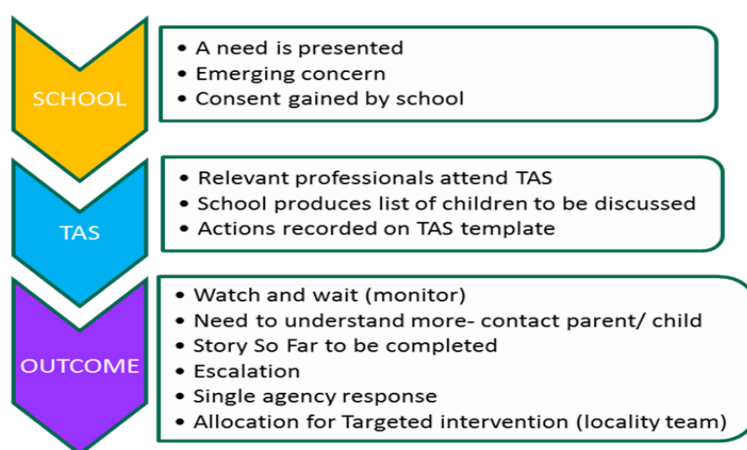 SCHOOL
• A need is presented
• Emerging concern
• Consent gained by school
TAS
• Relevant professionals attend TAS
• School produces list of children to be discussed
• Actions recorded on TAS template
OUTCOME
• Watch and wait (monitor)
• Need to understand more- contact parent/ child
• Story So Far to be completed
• Escalation
• Single agency response
• Allocation for Targeted intervention (locality team)